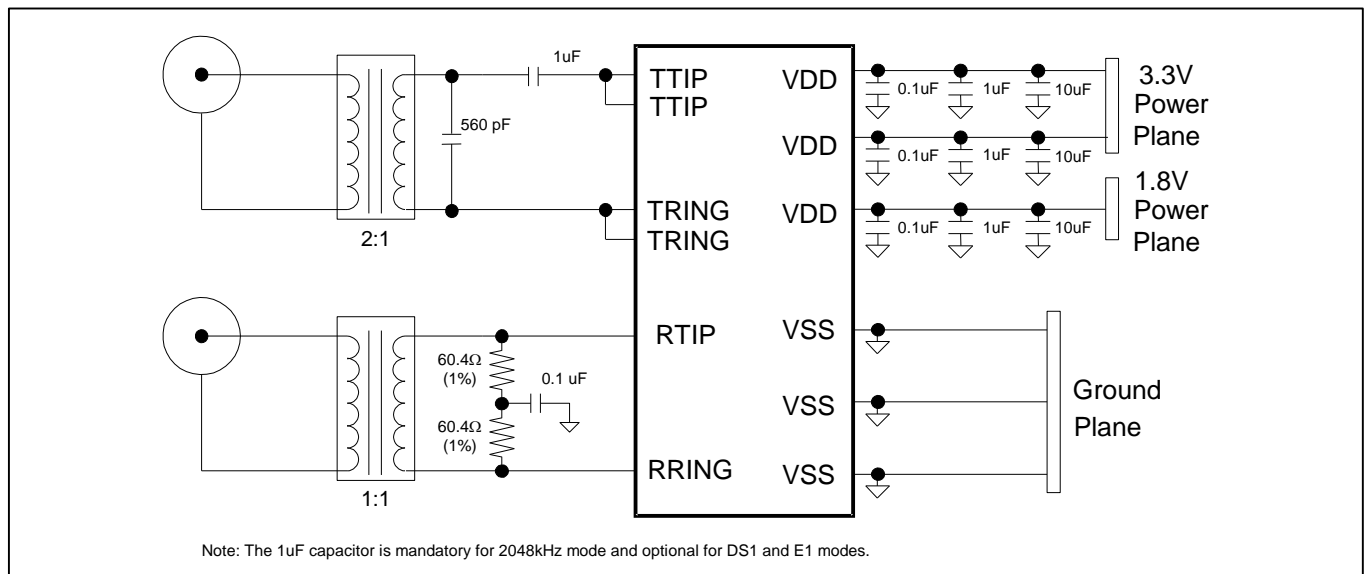 1uF
TTIP
TTIP
560 pF
TRING
TRING
2:1
VDD
0.1uF
1uF
10uF
VDD
0.1uF
1uF
10uF
3.3V
Power
Plane
VDD
0.1uF
1uF
10uF
1.8V
Power
Plane
RTIP
60.4Ω
(1%)
0.1 uF
60.4Ω
(1%)
RRING
1:1
VSS
VSS
VSS
Ground
Plane
Note: The 1uF capacitor is mandatory for 2048kHz mode and optional for DS1 and E1 modes.